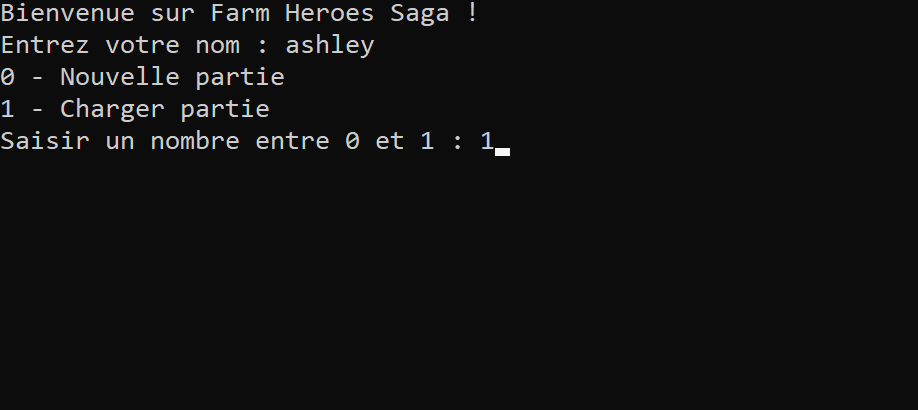 Bienvenue sur Farm Heroes Saga !
Entrez votre nom : ashley
0 - Nouvelle partie
1 - Charger partie
Saisir un nombre entre 0 et 1 : 1